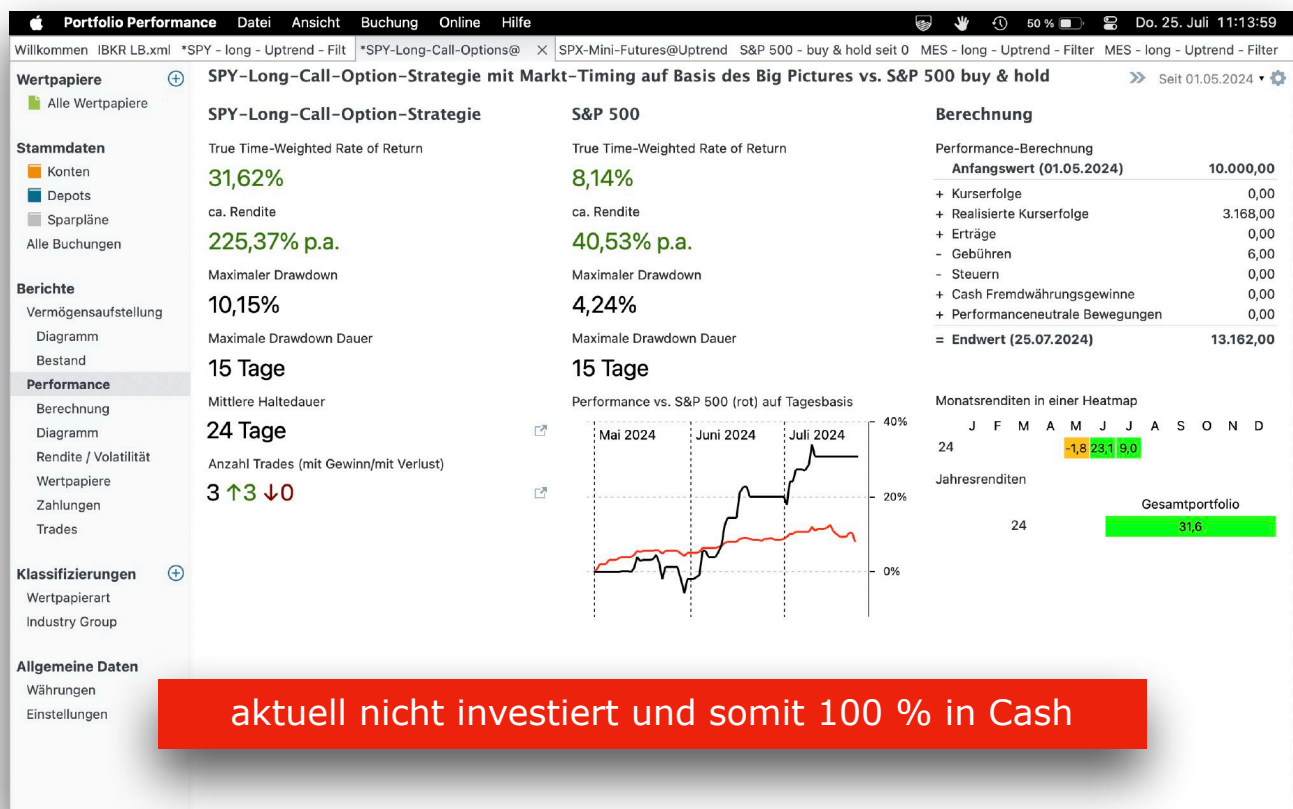 Portfolio Performance Datei Ansicht Buchung Online Hilfe 50 % Do. 25. Juli 11:13:59
Willkommen IBKR LB.xml *SPY - long - Uptrend - Filt *SPY-Long-Call-Options@ × SPX-Mini-Futures@Uptrend S&P 500 - buy & hold seit 0 MES - long - Uptrend - Filter MES - long - Uptrend - Filter
Wertpapiere
Alle Wertpapiere
Stammdaten
Konten
Depots
Sparpläne
Alle Buchungen
Berichte
Vermögensaufstellung
Diagramm
Bestand
Performance
Berechnung
Diagramm
Rendite / Volatilität
Wertpapiere
Zahlungen
Trades
Klassifizierungen
Wertpapierart
Industry Group
Allgemeine Daten
Währungen
Einstellungen
SPY-Long-Call-Option-Strategie mit Markt-Timing auf Basis des Big Pictures vs. S&P 500 buy & hold
Seit 01.05.2024
SPY-Long-Call-Option-Strategie
True Time-Weighted Rate of Return
31,62%
ca. Rendite
225,37% p.a.
Maximaler Drawdown
10,15%
Maximale Drawdown Dauer
15 Tage
Mittlere Haltedauer
24 Tage
Anzahl Trades (mit Gewinn/mit Verlust)
3 ↑3 ↓0
S&P 500
True Time-Weighted Rate of Return
8,14%
ca. Rendite
40,53% p.a.
Maximaler Drawdown
4,24%
Maximale Drawdown Dauer
15 Tage
Performance vs. S&P 500 (rot) auf Tagesbasis
Mai 2024 Juni 2024 Juli 2024
40%
20%
0%
Berechnung
Performance-Berechnung
Anfangswert (01.05.2024) 10.000,00
+ Kurserfolge 0,00
+ Realisierte Kurserfolge 3.168,00
+ Erträge 0,00
- Gebühren 6,00
- Steuern 0,00
+ Cash Fremdwährungsgewinne 0,00
+ Performanceneutrale Bewegungen 0,00
= Endwert (25.07.2024) 13.162,00
Monatsrenditen in einer Heatmap
J F M A M J J A S O N D
24 -1,8 23,1 9,0
Jahresrenditen
Gesamtportfolio
24 31,6
aktuell nicht investiert und somit 100 % in Cash